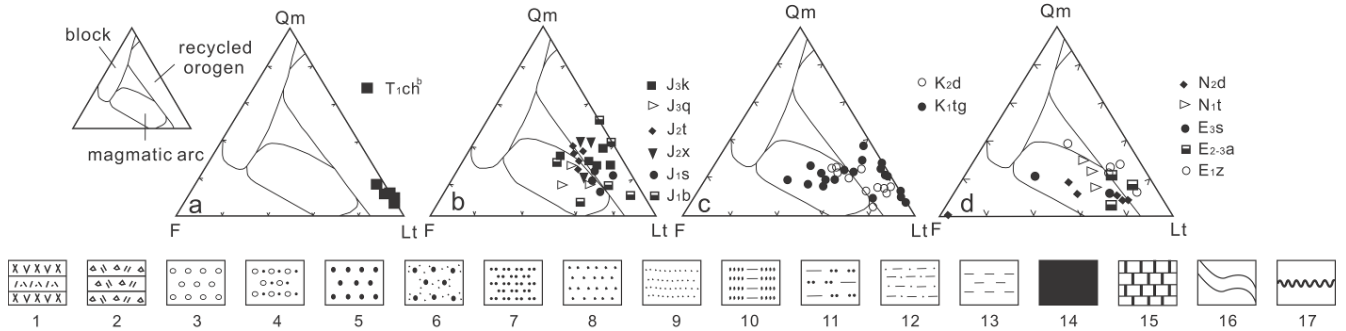 Qm
Qm
Qm
Qm
block
recycled
orogen
magmatic arc
T1chb
J3k
J3q
J2t
J2x
J1s
J1b
K2d
K1tg
N2d
N1t
E3s
E2-3a
E1z
a
b
c
d
F
Lt
F
Lt
F
Lt
F
Lt
1
2
3
4
5
6
7
8
9
10
11
12
13
14
15
16
17